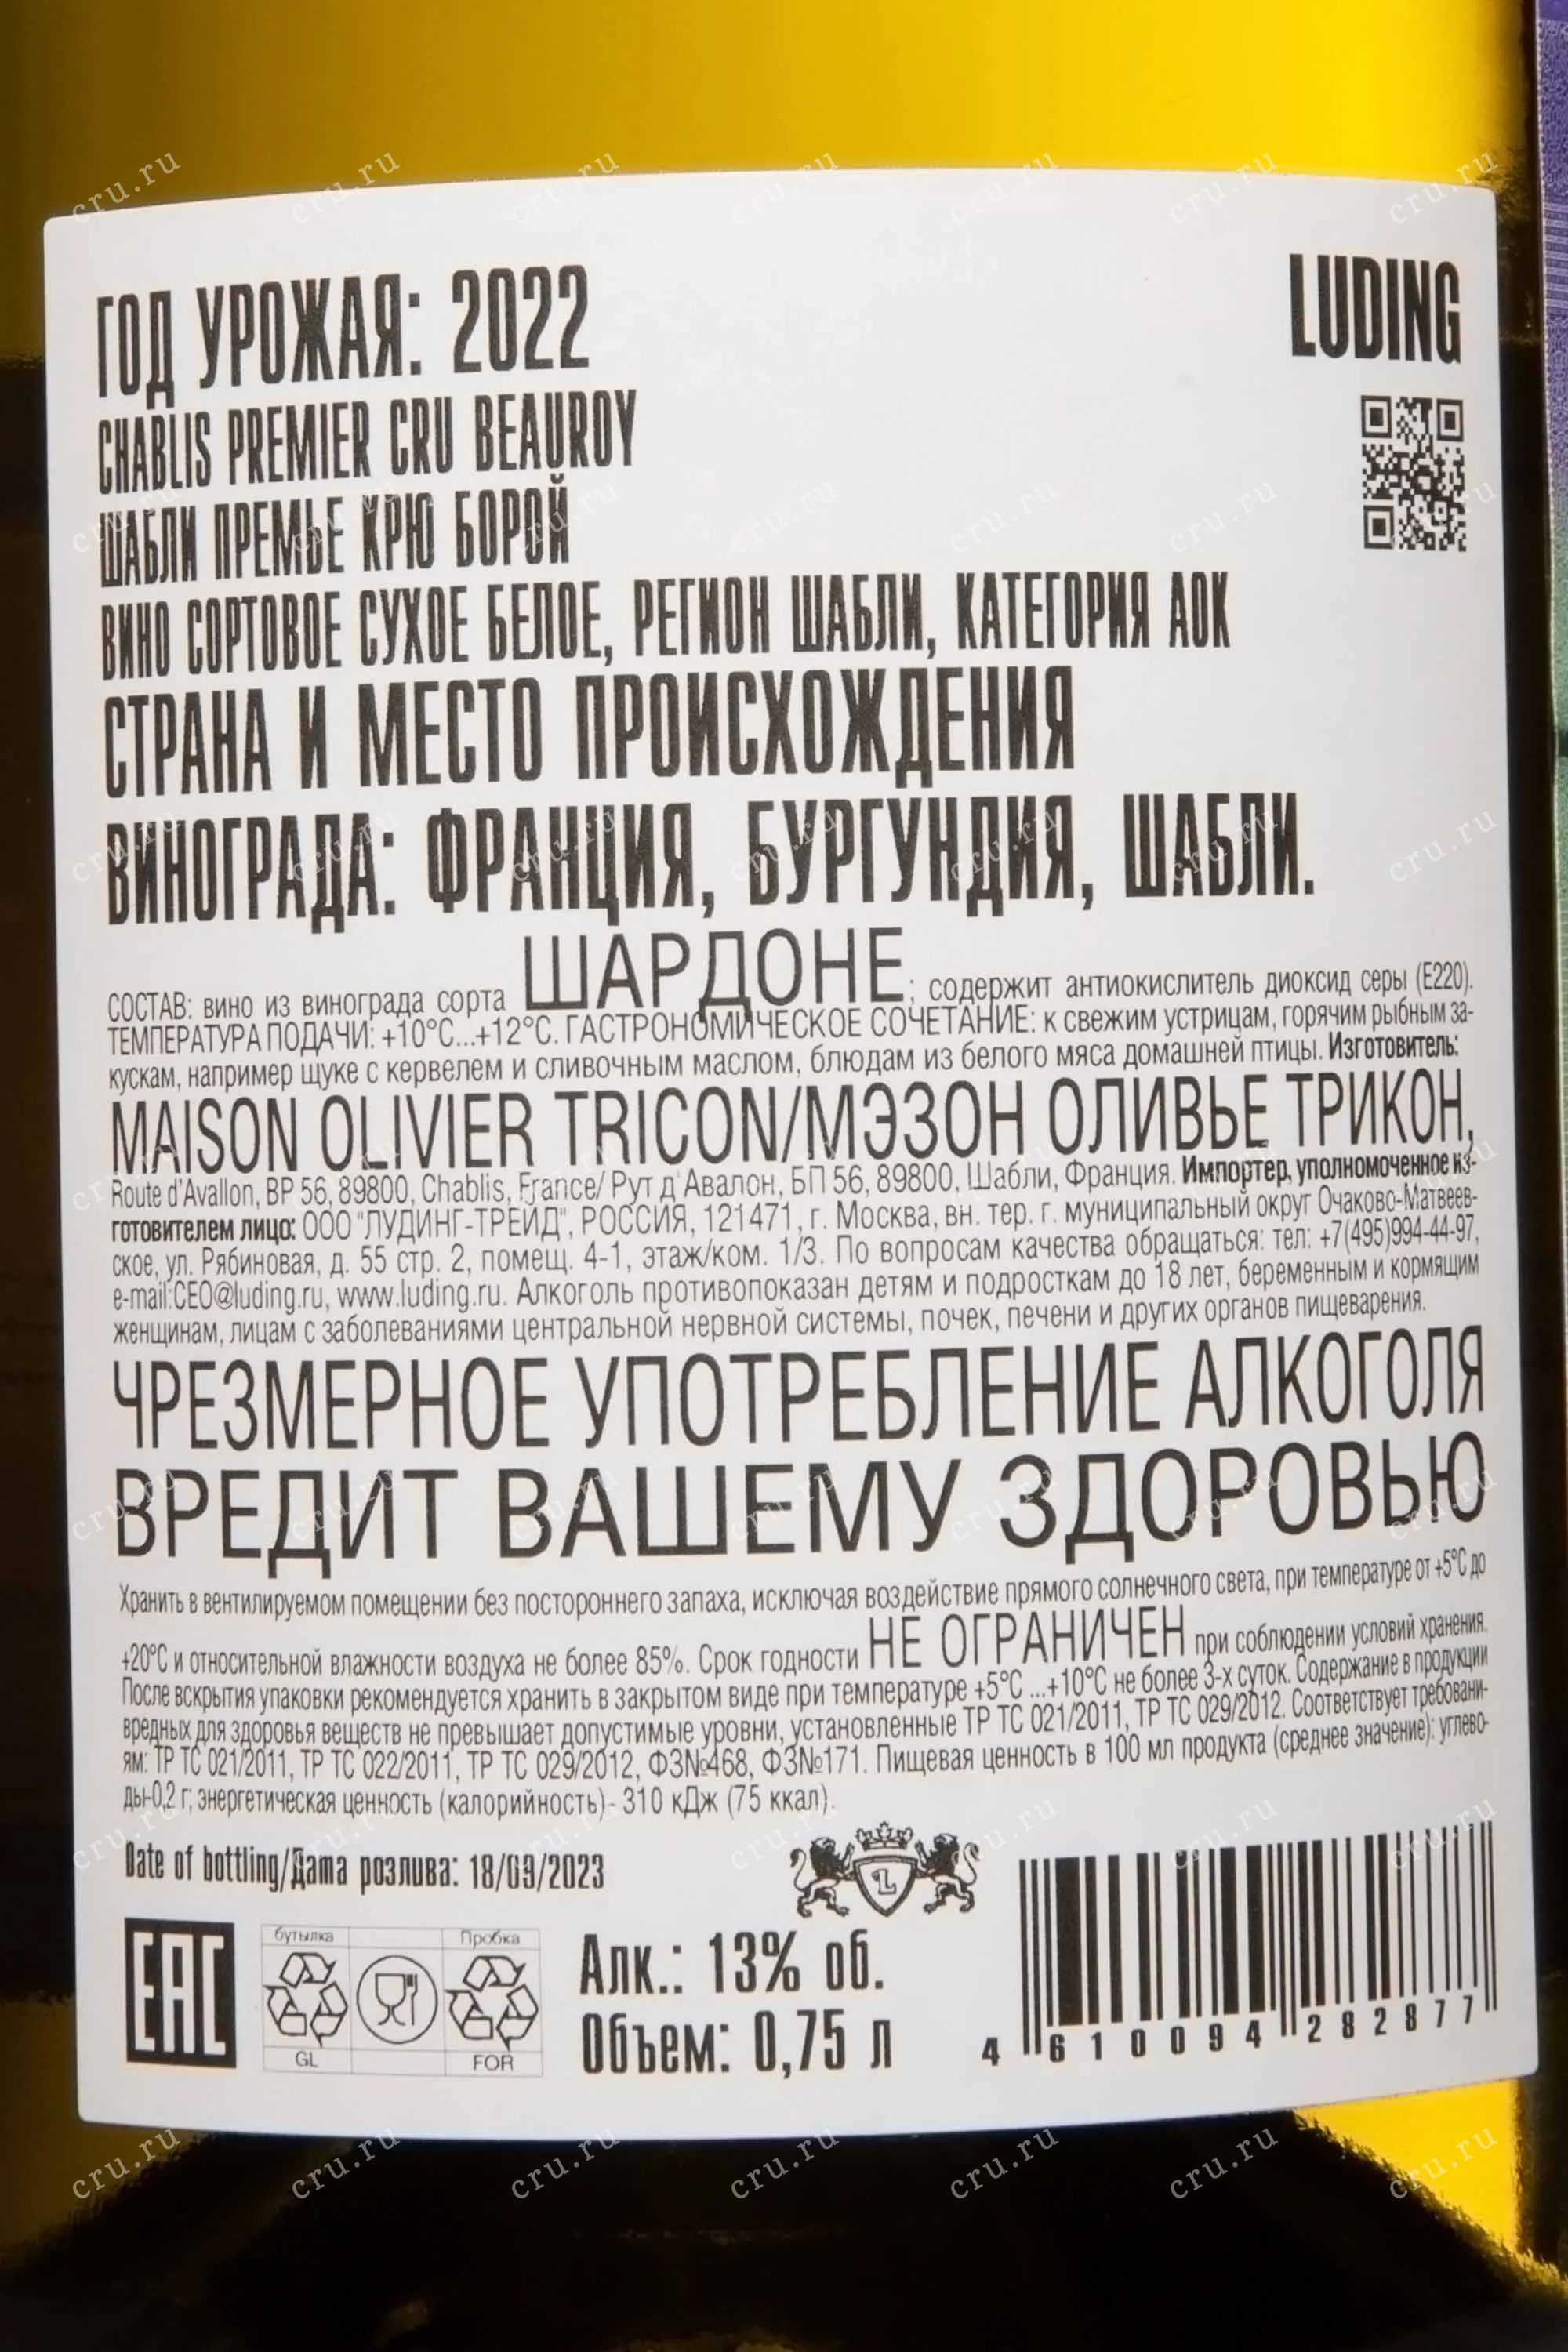 ГОД УРОЖАЯ: 2022
LUDING
CHABLIS PREMIER CRU BEAUROY
ШАБЛИ ПРЕМЬЕ КРЮ БОРОЙ
ВИНО СОРТОВОЕ СУХОЕ БЕЛОЕ, РЕГИОН ШАБЛИ, КАТЕГОРИЯ АОК
СТРАНА И МЕСТО ПРОИСХОЖДЕНИЯ
ВИНОГРАДА: ФРАНЦИЯ, БУРГУНДИЯ, ШАБЛИ.
СОСТАВ: вино из винограда сорта ШАРДОНЕ; содержит антиокислитель диоксид серы (Е220).
ТЕМПЕРАТУРА ПОДАЧИ: +10°С...+12°С. ГАСТРОНОМИЧЕСКОЕ СОЧЕТАНИЕ: к свежим устрицам, горячим рыбным за-
кускам, например щуке с кервелем и сливочным маслом, блюдам из белого мяса домашней птицы. Изготовитель:
MAISON OLIVIER TRICON/МЭЗОН ОЛИВЬЕ ТРИКОН,
Route d'Avallon, BP 56, 89800, Chablis, France/ Рут д'Авалон, БП 56, 89800, Шабли, Франция. Импортер, уполномоченное из-
готовителем лицо: ООО "ЛУДИНГ-ТРЕЙД", РОССИЯ, 121471, г. Москва, вн. тер. г. муниципальный округ Очаково-Матвеев-
ское, ул. Рябиновая, д. 55 стр. 2, помещ. 4-1, этаж/ком. 1/3. По вопросам качества обращаться: тел: +7(495)994-44-97,
e-mail:CEO@luding.ru, www.luding.ru. Алкоголь противопоказан детям и подросткам до 18 лет, беременным и кормящим
женщинам, лицам с заболеваниями центральной нервной системы, почек, печени и других органов пищеварения.
ЧРЕЗМЕРНОЕ УПОТРЕБЛЕНИЕ АЛКОГОЛЯ
ВРЕДИТ ВАШЕМУ ЗДОРОВЬЮ
Хранить в вентилируемом помещении без постороннего запаха, исключая воздействие прямого солнечного света, при температуре от +5°С до
+20°С и относительной влажности воздуха не более 85%. Срок годности НЕ ОГРАНИЧЕН при соблюдении условий хранения.
После вскрытия упаковки рекомендуется хранить в закрытом виде при температуре +5°С ...+10°С не более 3-х суток. Содержание в продукции
вредных для здоровья веществ не превышает допустимые уровни, установленные ТР ТС 021/2011, ТР ТС 029/2012. Соответствует требовани-
ям: ТР ТС 021/2011, ТР ТС 022/2011, ТР ТС 029/2012, ФЗ№468, ФЗ№171. Пищевая ценность в 100 мл продукта (среднее значение): углево-
ды-0,2 г; энергетическая ценность (калорийность)- 310 кДж (75 ккал).
Date of bottling/Дата розлива: 18/09/2023
L
EAC
бутылка
Пробка
GL
FOR
Алк.: 13% об.
Объем: 0,75 л
4 610094 282877
cru.ru